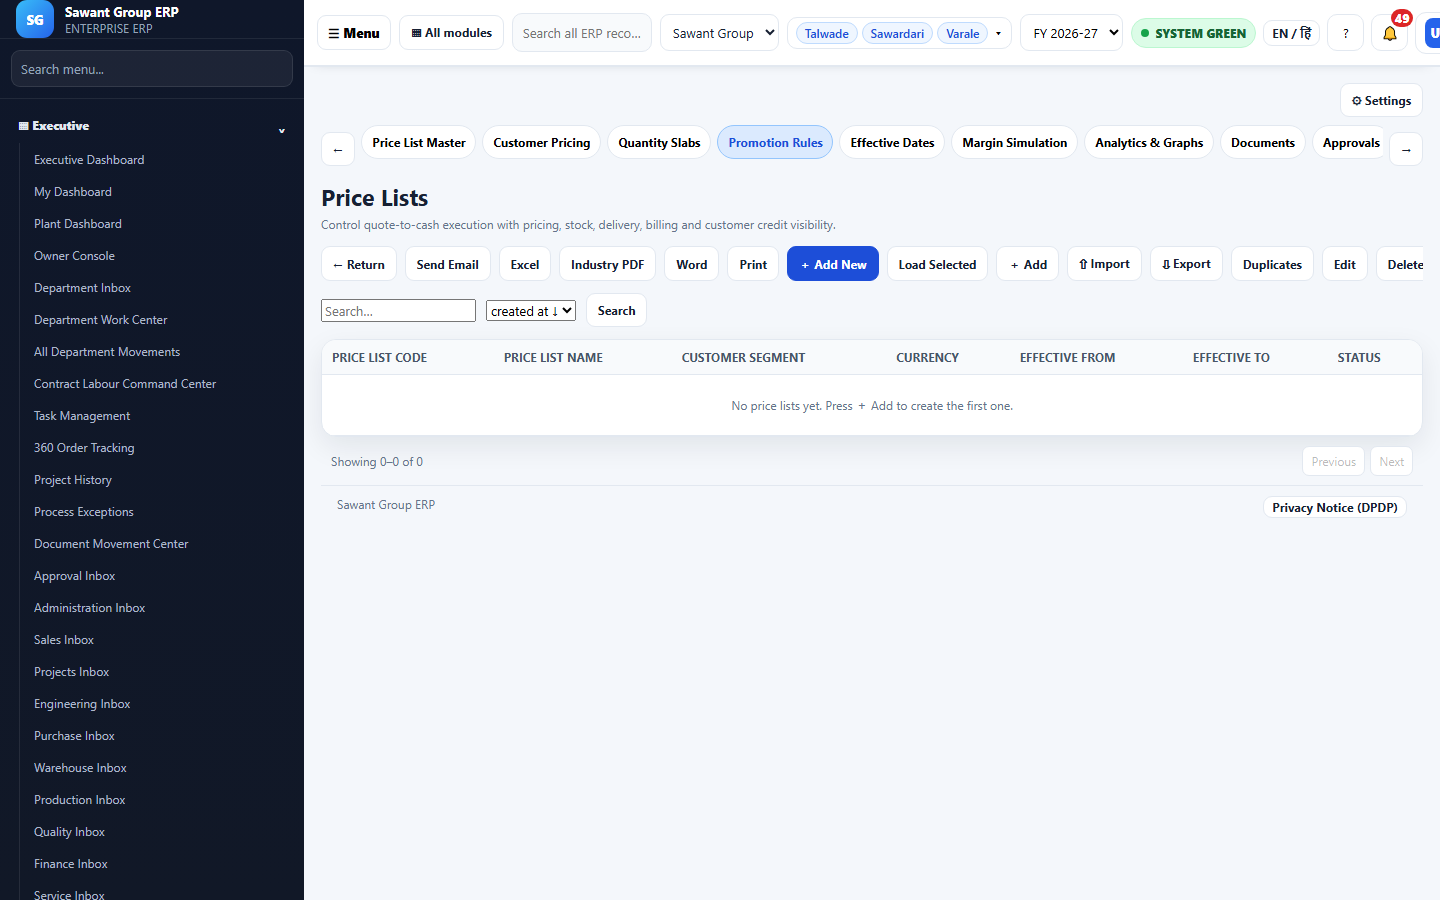 SG
Sawant Group ERP
ENTERPRISE ERP
Search menu...
Executive
Executive Dashboard
My Dashboard
Plant Dashboard
Owner Console
Department Inbox
Department Work Center
All Department Movements
Contract Labour Command Center
Task Management
360 Order Tracking
Project History
Process Exceptions
Document Movement Center
Approval Inbox
Administration Inbox
Sales Inbox
Projects Inbox
Engineering Inbox
Purchase Inbox
Warehouse Inbox
Production Inbox
Quality Inbox
Finance Inbox
Service Inbox
☰ Menu
All modules
Search all ERP reco...
Sawant Group
Talwade
Sawardari
Varale
FY 2026-27
SYSTEM GREEN
EN / हिं
?
49
U
⚙ Settings
←
Price List Master
Customer Pricing
Quantity Slabs
Promotion Rules
Effective Dates
Margin Simulation
Analytics & Graphs
Documents
Approvals
→
Price Lists
Control quote-to-cash execution with pricing, stock, delivery, billing and customer credit visibility.
← Return
Send Email
Excel
Industry PDF
Word
Print
+ Add New
Load Selected
+ Add
⇧ Import
⇩ Export
Duplicates
Edit
Delete
Search...
created at ↓
Search
PRICE LIST CODE
PRICE LIST NAME
CUSTOMER SEGMENT
CURRENCY
EFFECTIVE FROM
EFFECTIVE TO
STATUS
No price lists yet. Press + Add to create the first one.
Showing 0–0 of 0
Previous
Next
Sawant Group ERP
Privacy Notice (DPDP)